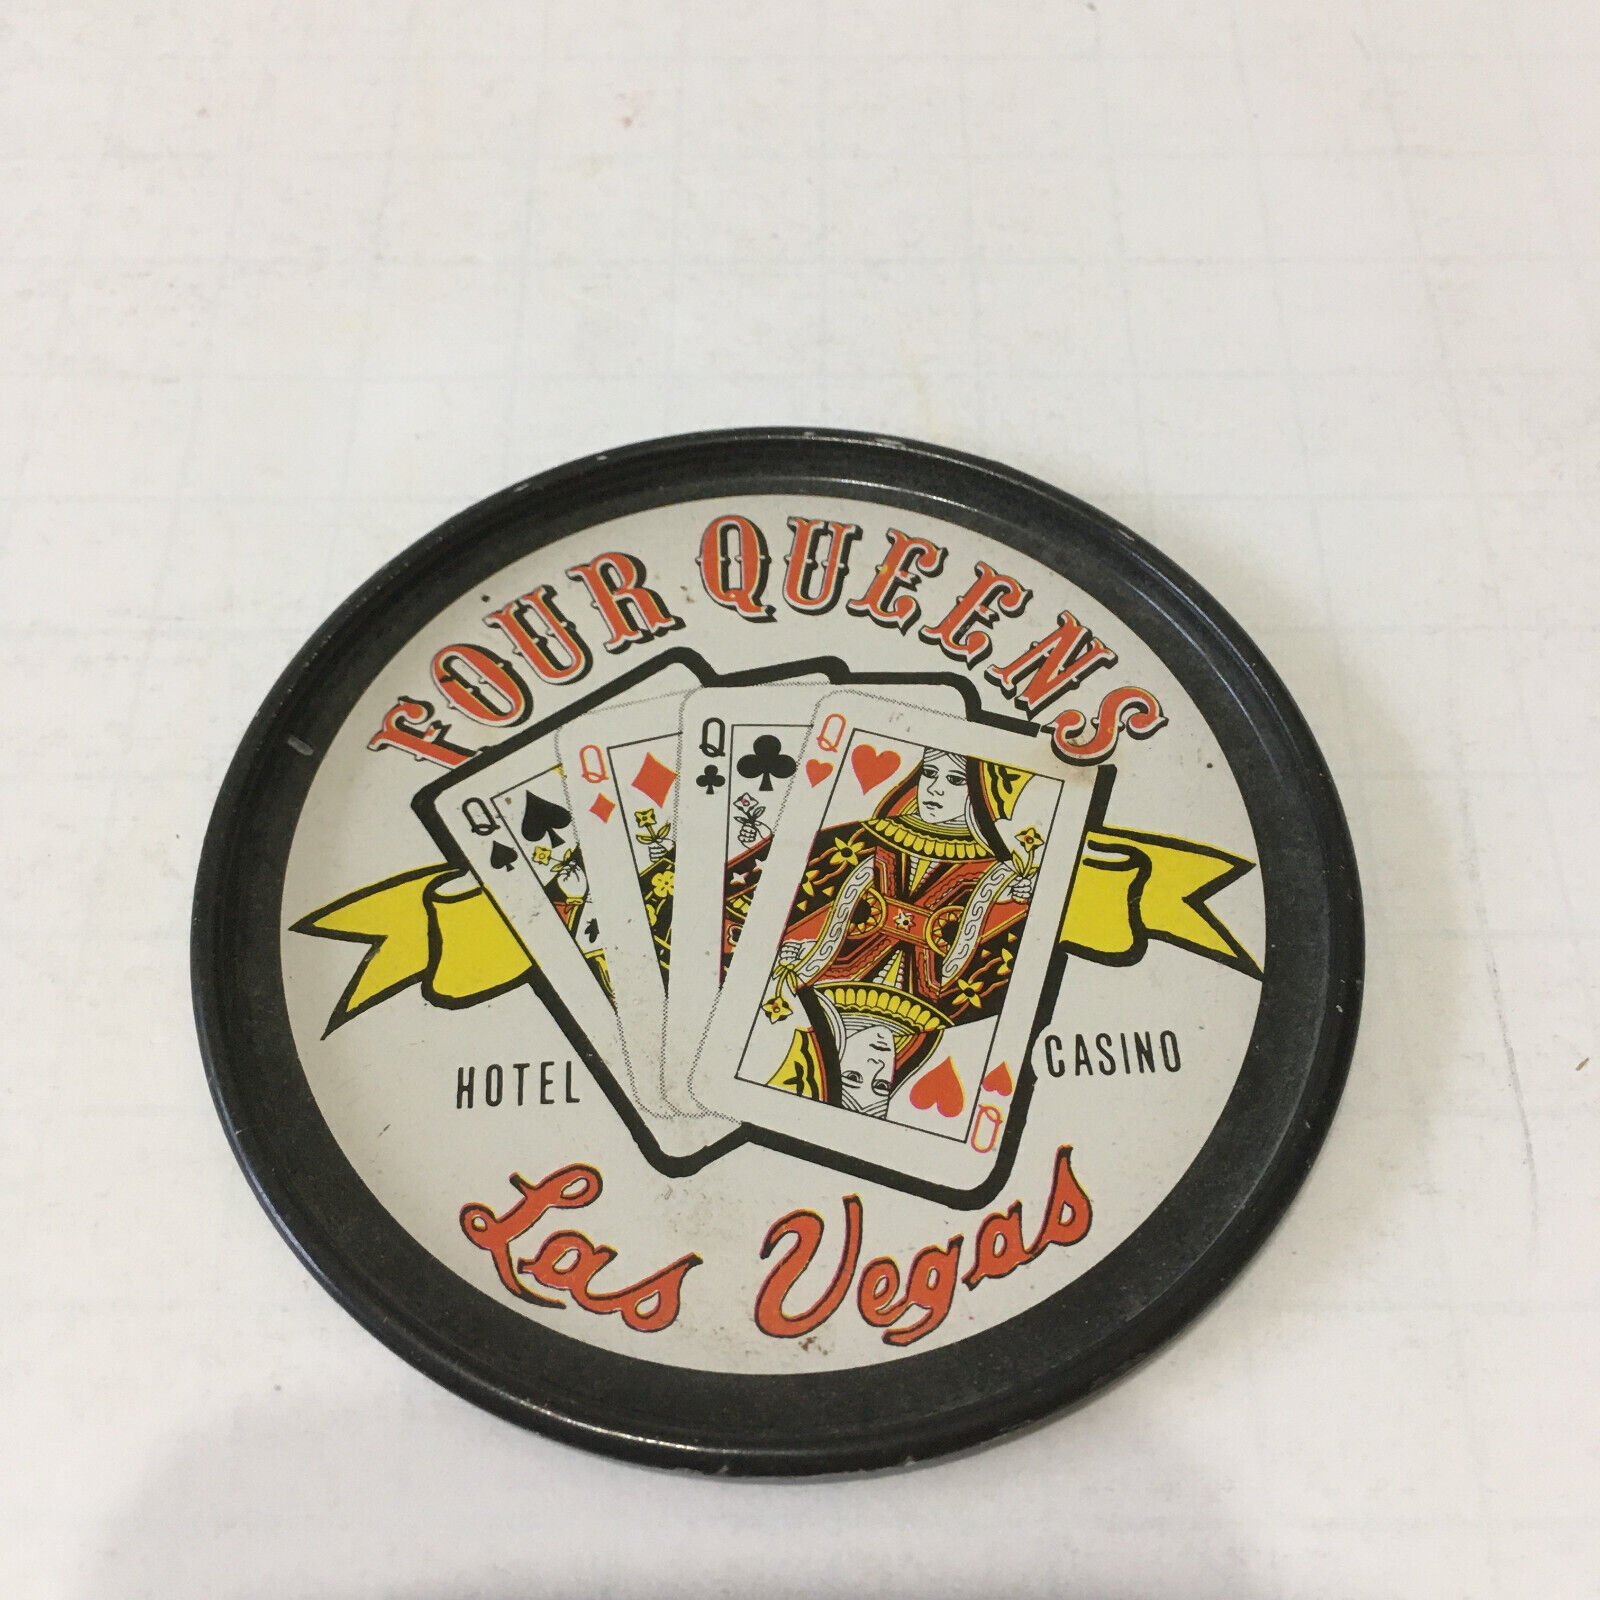 FOUR QUEENS
Q Q Q Q
HOTEL CASINO
Q
Las Vegas